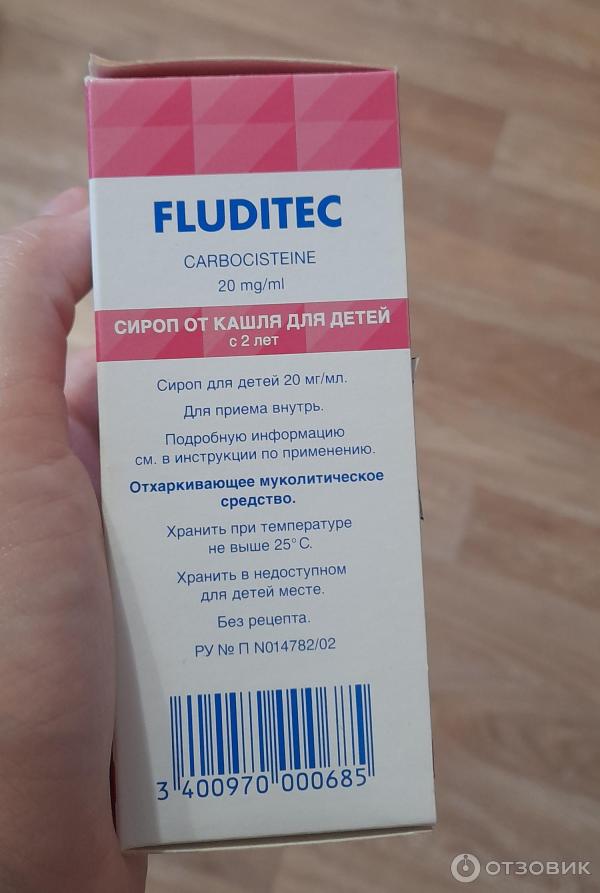 FLUDITEC
CARBOCISTEINE
20 mg/ml
СИРОП ОТ КАШЛЯ ДЛЯ ДЕТЕЙ
с 2 лет
Сироп для детей 20 мг/мл.
Для приема внутрь.
Подробную информацию
см. в инструкции по применению.
Отхаркивающее муколитическое
средство.
Хранить при температуре
не выше 25°C.
Хранить в недоступном
для детей месте.
Без рецепта.
РУ № П N014782/02
3 400970 000685
ОТЗОВИК